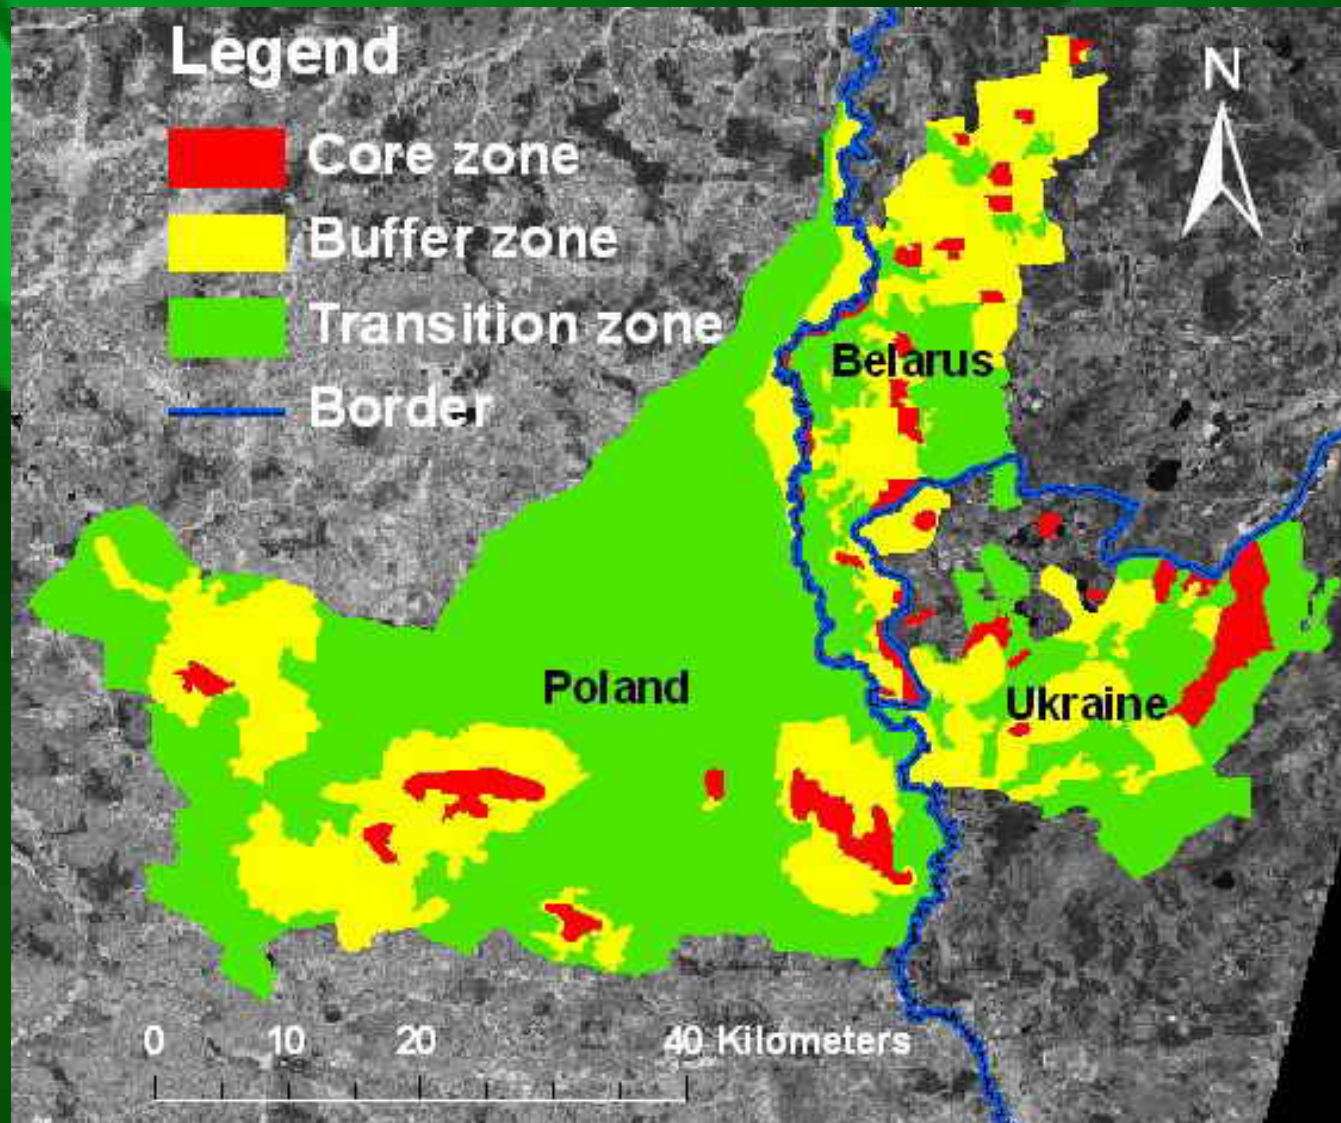 Legend
N
Core zone
Buffer zone
Transition zone
Border
Belarus
Poland
Ukraine
0 10 20 40 Kilometers